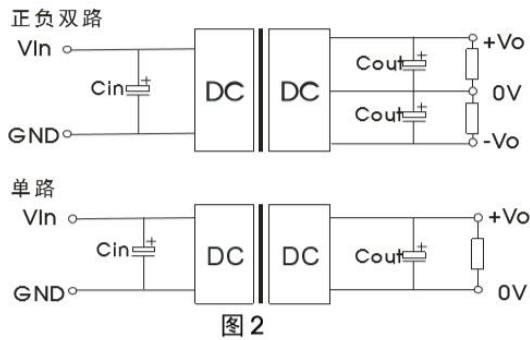 正负双路
VIn
Cin
+
DC
DC
Cout
+
+Vo
0V
Cout
+
GND
-Vo
单路
VIn
Cin
+
DC
DC
Cout
+
+Vo
GND
0V
图2